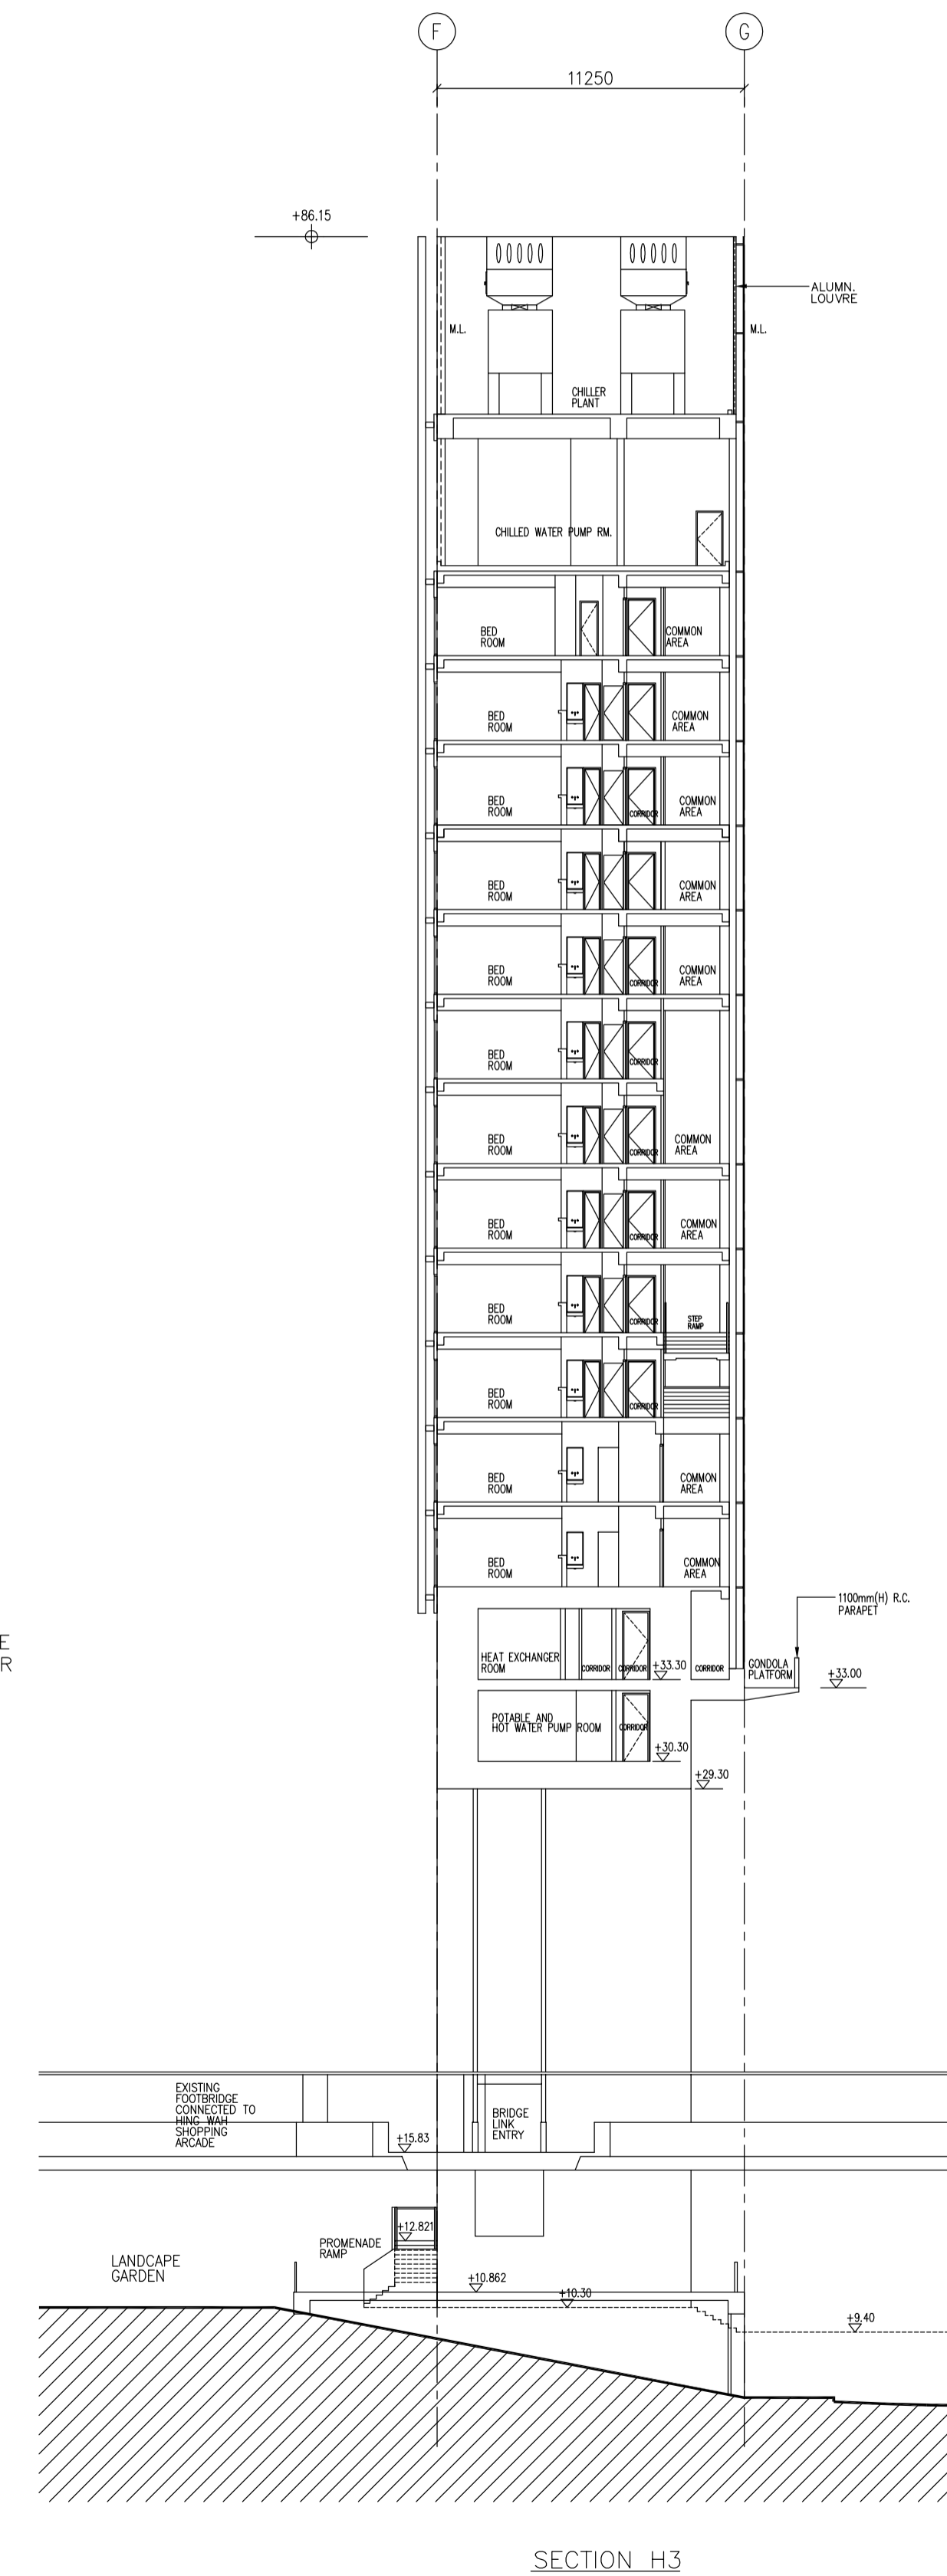 F
G
11250
+86.15
ALUMN.
LOUVRE
M.L.
M.L.
CHILLER
PLANT
CHILLED WATER PUMP RM.
BED
ROOM
COMMON
AREA
BED
ROOM
COMMON
AREA
BED
ROOM
CORRIDOR
COMMON
AREA
BED
ROOM
COMMON
AREA
BED
ROOM
CORRIDOR
COMMON
AREA
BED
ROOM
CORRIDOR
BED
ROOM
CORRIDOR
COMMON
AREA
BED
ROOM
CORRIDOR
COMMON
AREA
BED
ROOM
CORRIDOR
STEP
RAMP
BED
ROOM
CORRIDOR
BED
ROOM
COMMON
AREA
BED
ROOM
COMMON
AREA
1100mm(H) R.C.
PARAPET
E
R
HEAT EXCHANGER
ROOM
CORRIDOR
CORRIDOR
+33.30
CORRIDOR
GONDOLA
PLATFORM
+33.00
POTABLE AND
HOT WATER PUMP ROOM
CORRIDOR
+30.30
+29.30
EXISTING
FOOTBRIDGE
CONNECTED TO
HING WAH
SHOPPING
ARCADE
+15.83
BRIDGE
LINK
ENTRY
+12.821
PROMENADE
RAMP
LANDCAPE
GARDEN
+10.862
+10.30
+9.40
SECTION H3